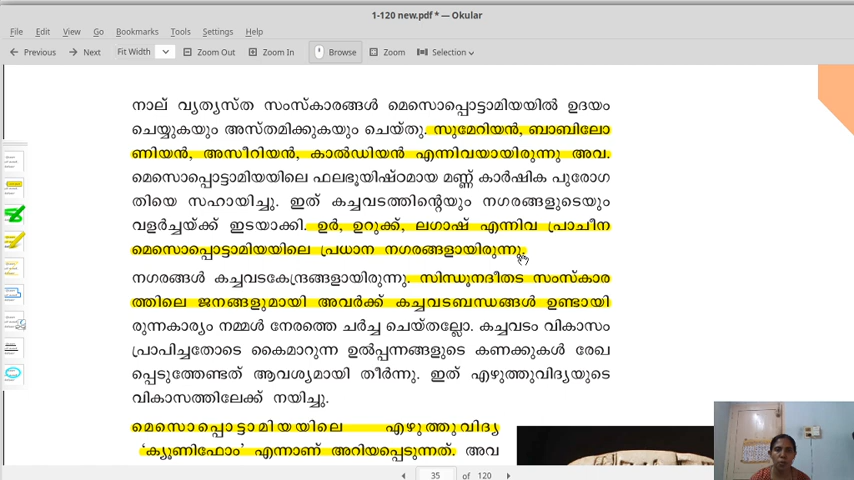 1-120 new.pdf * — Okular
File Edit View Go Bookmarks Tools Settings Help
Previous Next Fit Width Zoom Out Zoom In Browse Zoom Selection
നാല് വ്യത്യസ്ത സംസ്കാരങ്ങൾ മെസൊപ്പൊട്ടാമിയയിൽ ഉദയം
ചെയ്യുകയും അസ്തമിക്കുകയും ചെയ്തു. സുമേറിയൻ, ബാബിലോ
ണിയൻ, അസീറിയൻ, കാൽഡിയൻ എന്നിവയായിരുന്നു അവ.
മെസൊപ്പൊട്ടാമിയയിലെ ഫലഭൂയിഷ്ഠമായ മണ്ണ് കാർഷിക പുരോഗ
തിയെ സഹായിച്ചു. ഇത് കച്ചവടത്തിന്റെയും നഗരങ്ങളുടെയും
വളർച്ചയ്ക്ക് ഇടയാക്കി. ഉർ, ഉറുക്ക്, ലഗാഷ് എന്നിവ പ്രാചീന
മെസൊപ്പൊട്ടാമിയയിലെ പ്രധാന നഗരങ്ങളായിരുന്നു.
നഗരങ്ങൾ കച്ചവടകേന്ദ്രങ്ങളായിരുന്നു. സിന്ധുനദീതട സംസ്കാര
ത്തിലെ ജനങ്ങളുമായി അവർക്ക് കച്ചവടബന്ധങ്ങൾ ഉണ്ടായി
രുന്നകാര്യം നമ്മൾ നേരത്തെ ചർച്ച ചെയ്തല്ലോ. കച്ചവടം വികാസം
പ്രാപിച്ചതോടെ കൈമാറുന്ന ഉൽപ്പന്നങ്ങളുടെ കണക്കുകൾ രേഖ
പ്പെടുത്തേണ്ടത് ആവശ്യമായി തീർന്നു. ഇത് എഴുത്തുവിദ്യയുടെ
വികാസത്തിലേക്ക് നയിച്ചു.
മെസൊപ്പൊട്ടാമിയയിലെ എഴുത്തുവിദ്യ
‘ക്യൂണിഫോം’ എന്നാണ് അറിയപ്പെടുന്നത്. അവ
35 of 120